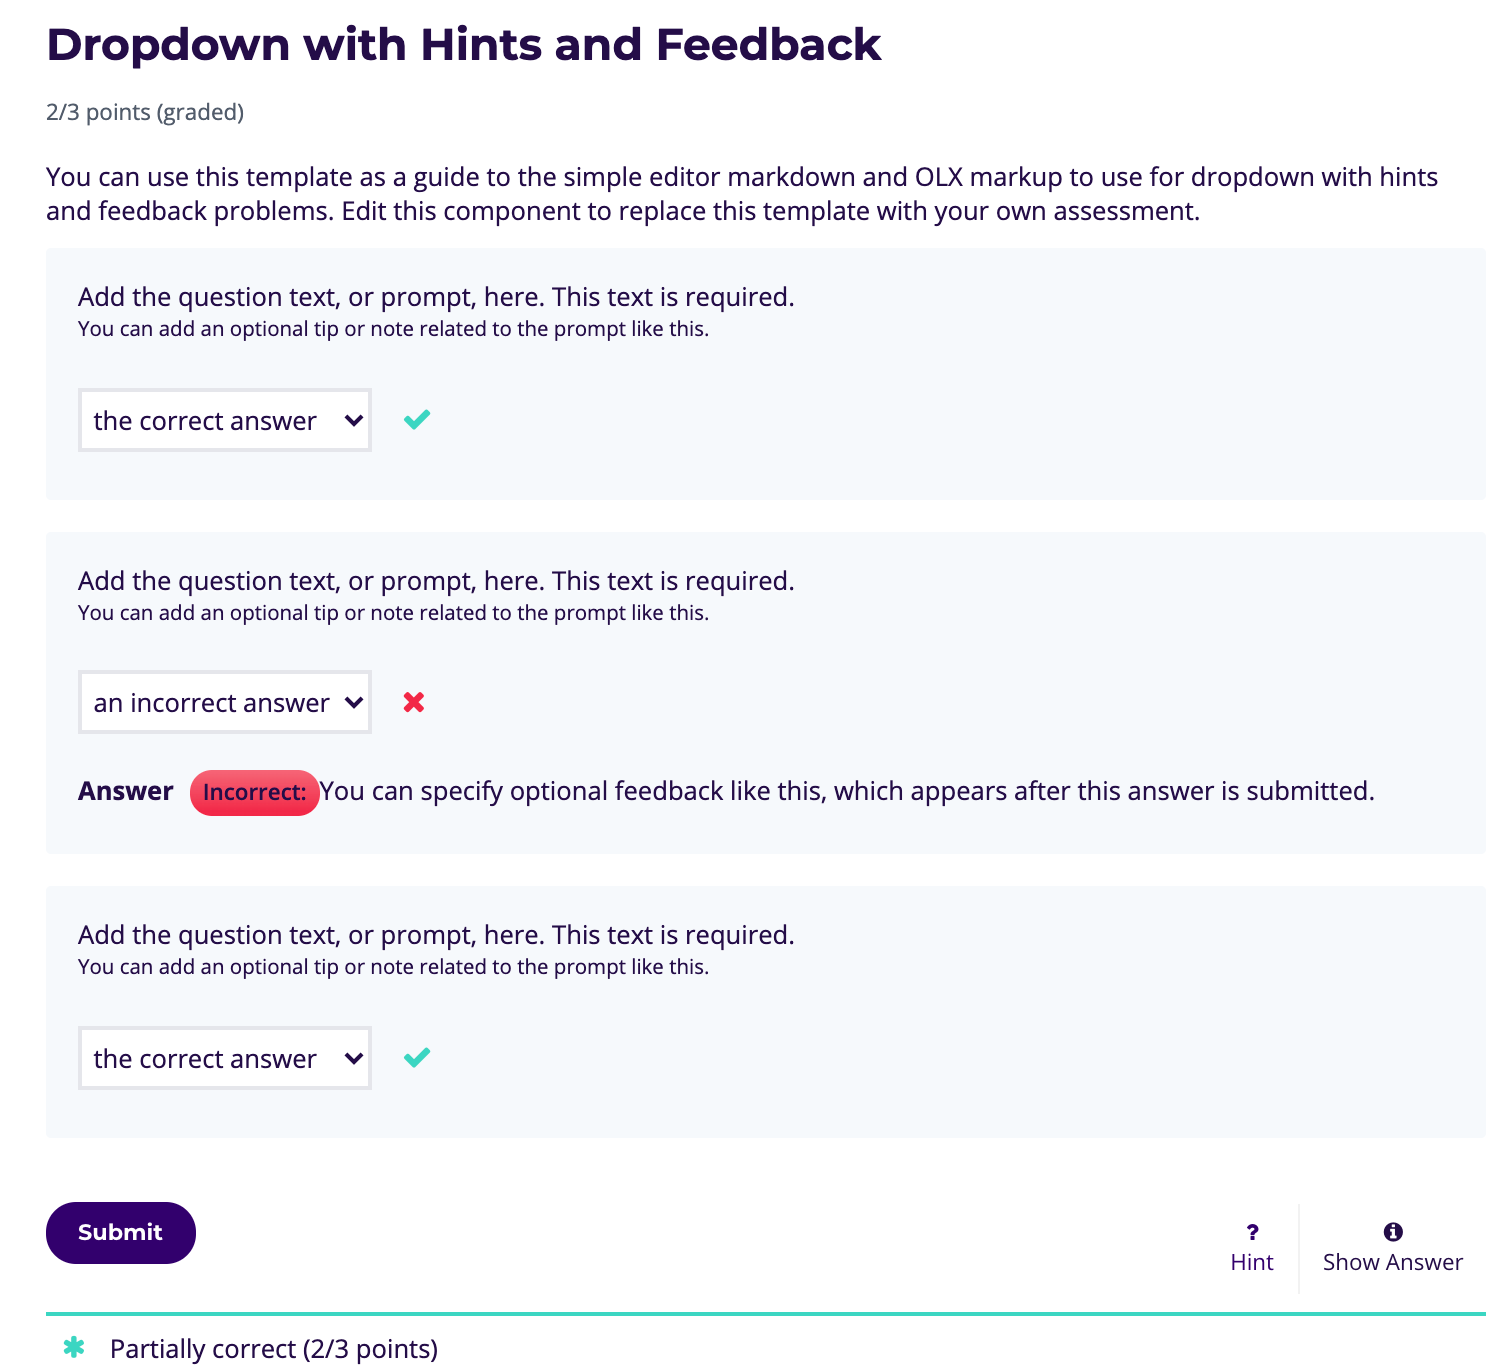 Dropdown with Hints and Feedback
2/3 points (graded)
You can use this template as a guide to the simple editor markdown and OLX markup to use for dropdown with hints
and feedback problems. Edit this component to replace this template with your own assessment.
Add the question text, or prompt, here. This text is required.
You can add an optional tip or note related to the prompt like this.
the correct answer
Add the question text, or prompt, here. This text is required.
You can add an optional tip or note related to the prompt like this.
an incorrect answer
Answer Incorrect: You can specify optional feedback like this, which appears after this answer is submitted.
Add the question text, or prompt, here. This text is required.
You can add an optional tip or note related to the prompt like this.
the correct answer
Submit
?
Hint
Show Answer
Partially correct (2/3 points)